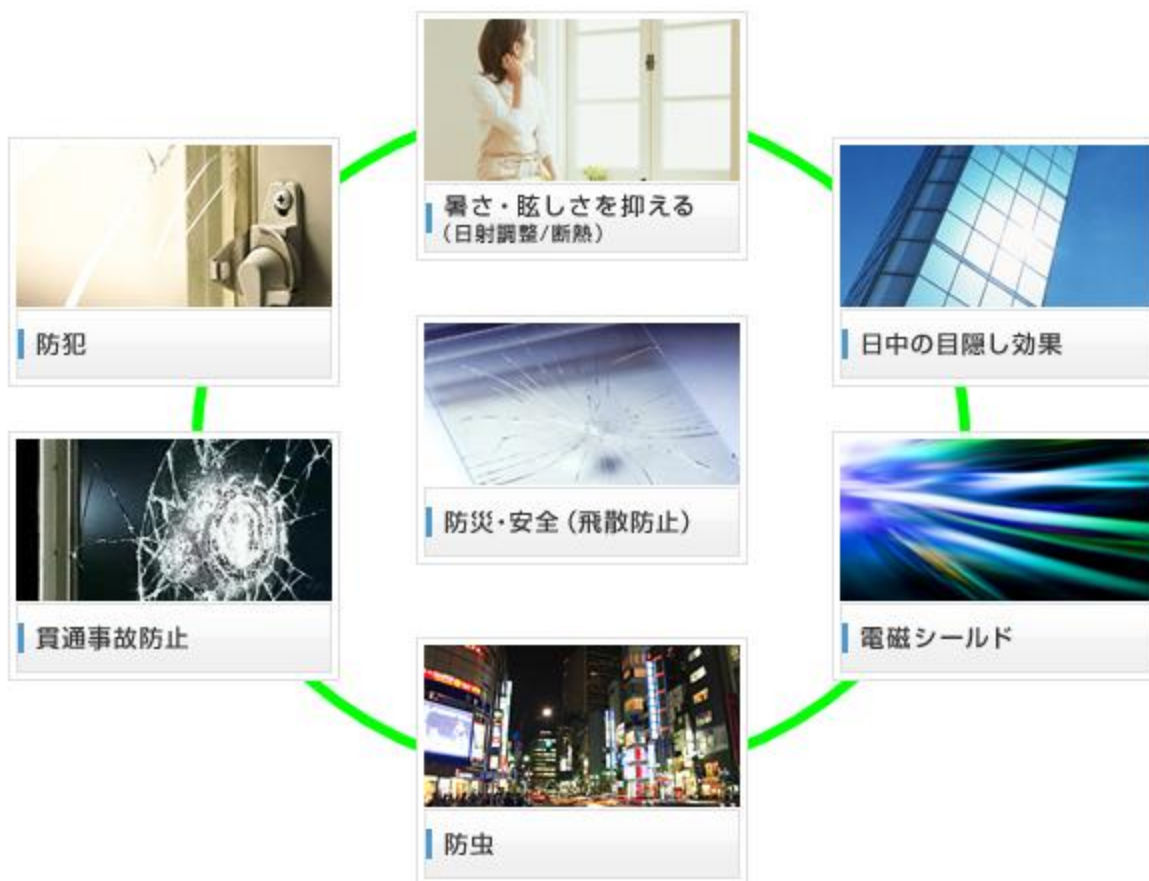 暑さ・眩しさを抑える
（日射調整/断熱）
防犯
日中の目隠し効果
防災・安全（飛散防止）
貫通事故防止
電磁シールド
防虫